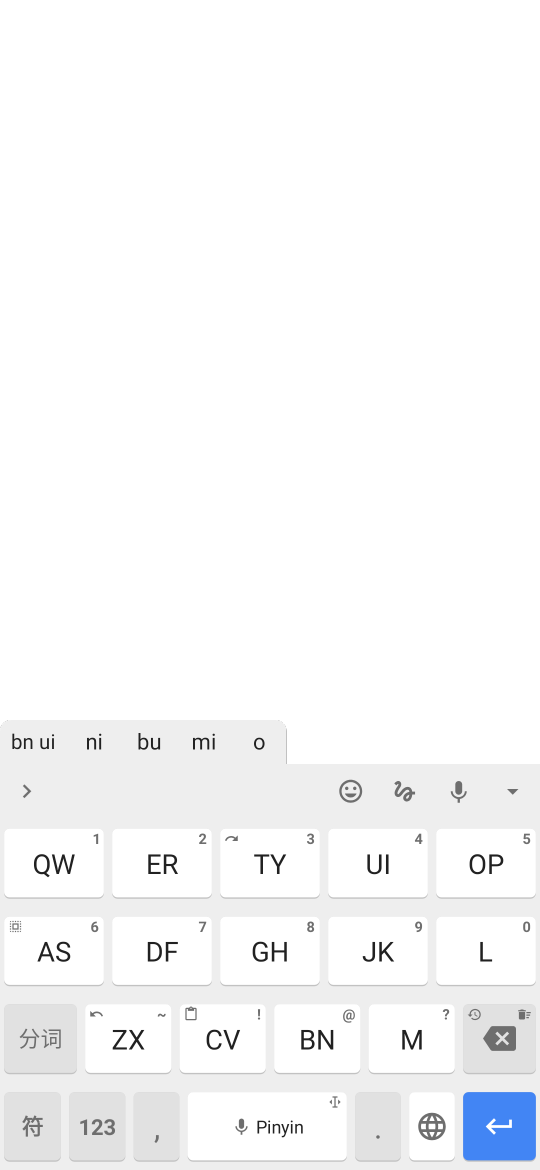 bn ui ni bu mi o
1 2 3 4 5
QW ER TY UI OP
6 7 8 9 0
AS DF GH JK L
~ ! @ ?
分词 ZX CV BN M
符 123 , Pinyin .